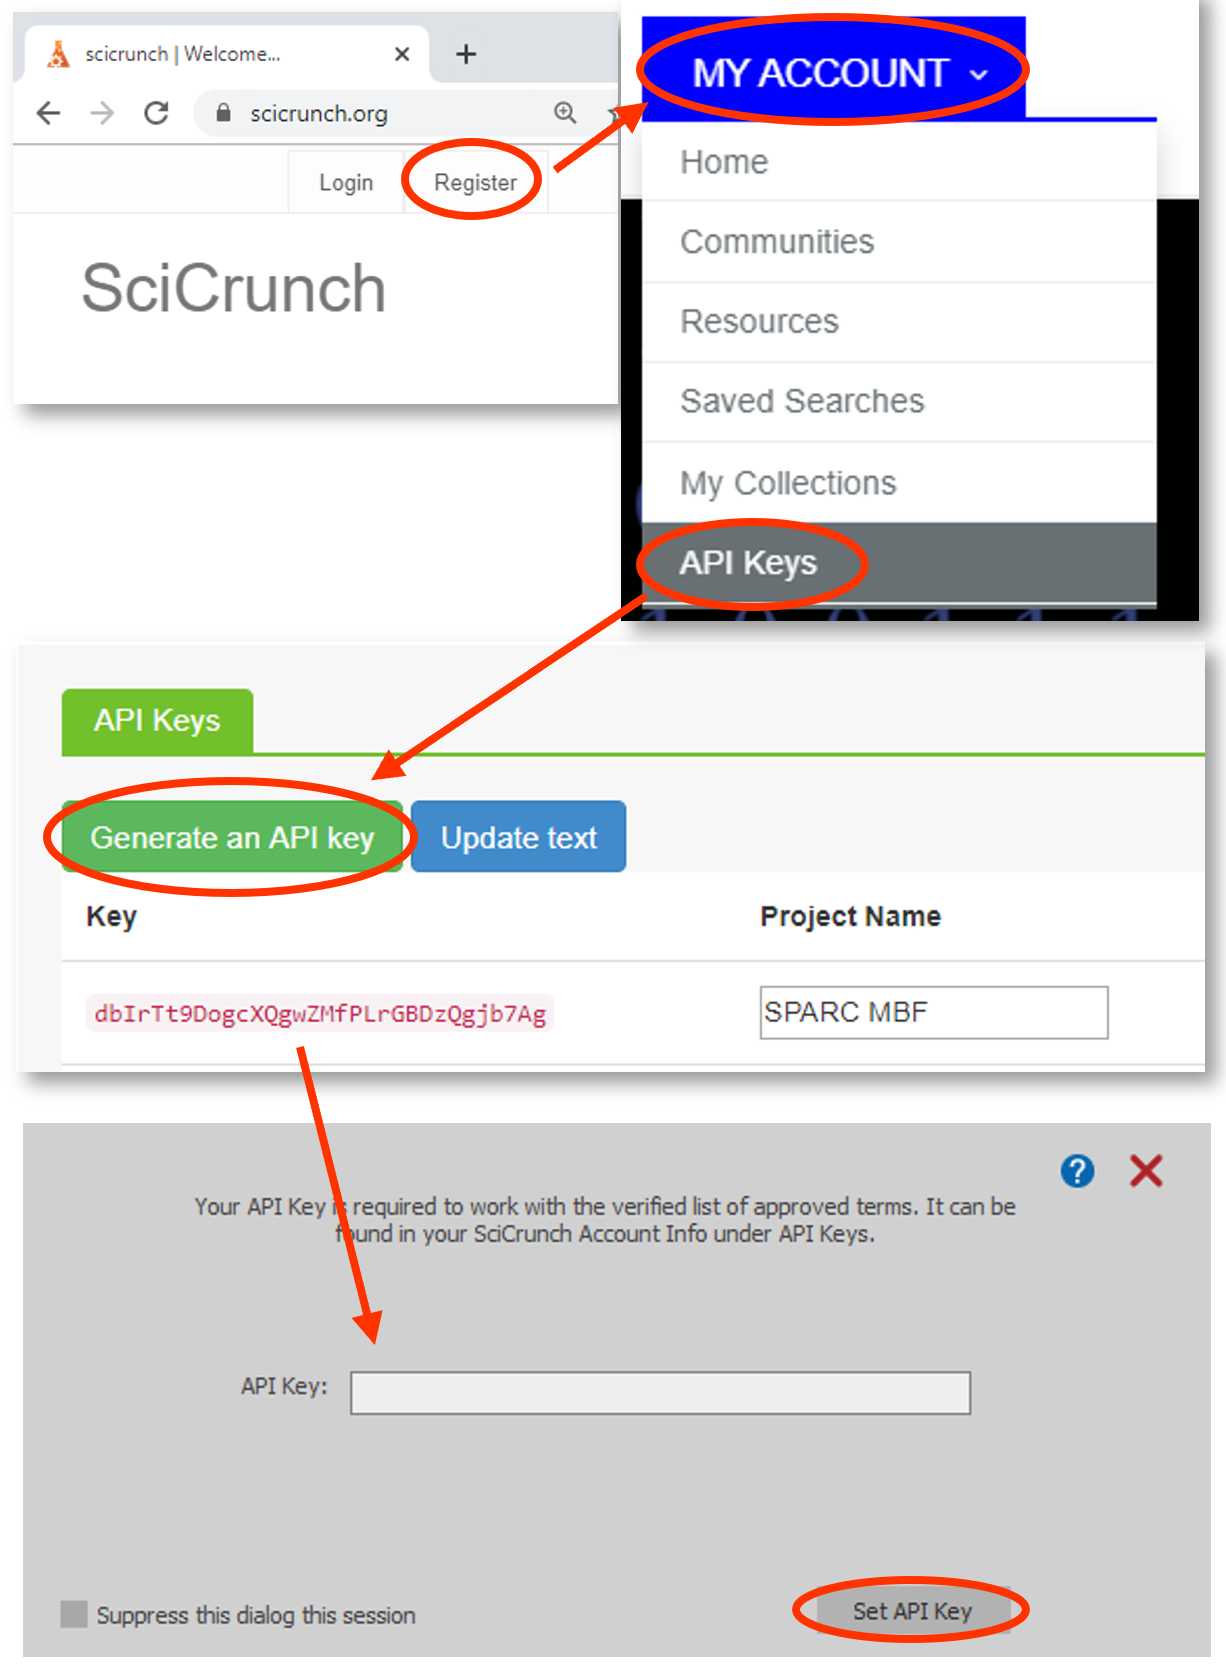 scicrunch | Welcome...
scicrunch.org
Login
Register
SciCrunch
MY ACCOUNT
Home
Communities
Resources
Saved Searches
My Collections
API Keys
API Keys
Generate an API key
Update text
Key
Project Name
dbIrTt9DogcXQgwZMfPLrGBDzQgjb7Ag
SPARC MBF
Your API Key is required to work with the verified list of approved terms. It can be
found in your SciCrunch Account Info under API Keys.
API Key:
Suppress this dialog this session
Set API Key